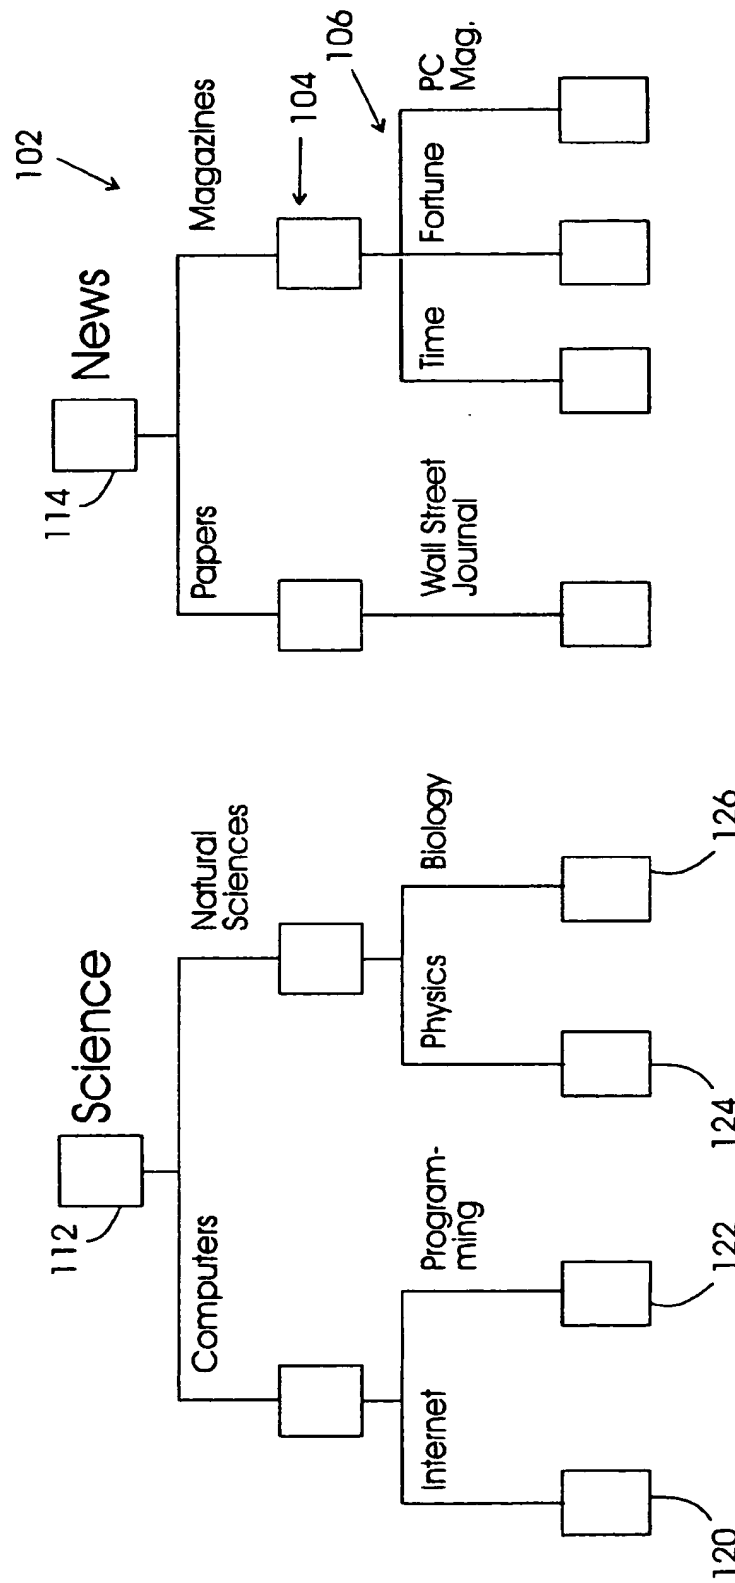 102
114
News
Papers
Magazines
104
106
Wall Street
Journal
Time
Fortune
PC
Mag.
112
Science
Computers
Natural
Sciences
Internet
Program-
ming
Physics
Biology
120
122
124
126